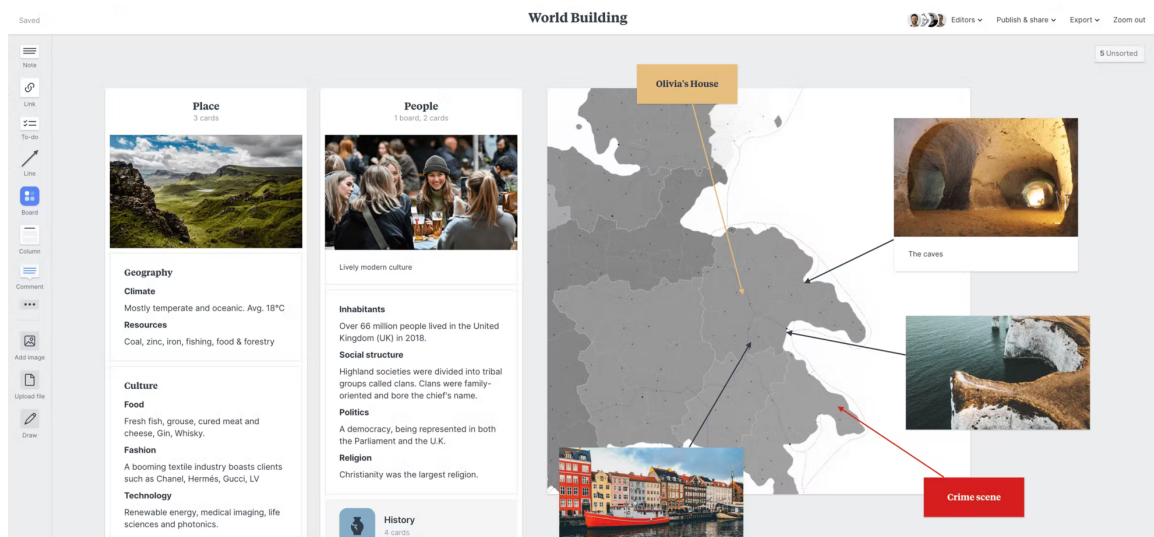 Saved
World Building
Editors
Publish & share
Export
Zoom out
5 Unsorted
Note
Link
To-do
Line
Board
Column
Comment
Add image
Upload file
Draw
Place
3 cards
Geography
Climate
Mostly temperate and oceanic. Avg. 18°C
Resources
Coal, zinc, iron, fishing, food & forestry
Culture
Food
Fresh fish, grouse, cured meat and
cheese, Gin, Whisky.
Fashion
A booming textile industry boasts clients
such as Chanel, Hermés, Gucci, LV
Technology
Renewable energy, medical imaging, life
sciences and photonics.
People
1 board, 2 cards
Lively modern culture
Inhabitants
Over 66 million people lived in the United
Kingdom (UK) in 2018.
Social structure
Highland societies were divided into tribal
groups called clans. Clans were family-
oriented and bore the chief's name.
Politics
A democracy, being represented in both
the Parliament and the U.K.
Religion
Christianity was the largest religion.
History
4 cards
Olivia's House
The caves
Crime scene